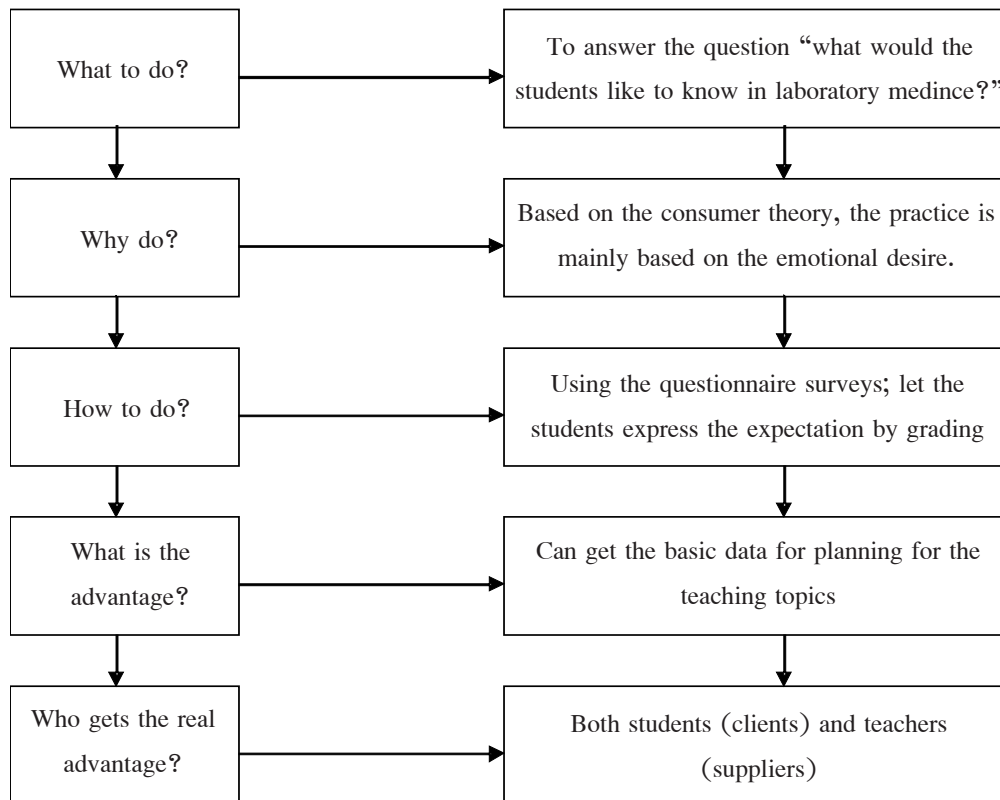 What to do?
To answer the question “what would the
students like to know in laboratory medince?”
Why do?
Based on the consumer theory, the practice is
mainly based on the emotional desire.
How to do?
Using the questionnaire surveys; let the
students express the expectation by grading
What is the
advantage?
Can get the basic data for planning for the
teaching topics
Who gets the real
advantage?
Both students (clients) and teachers
(suppliers)